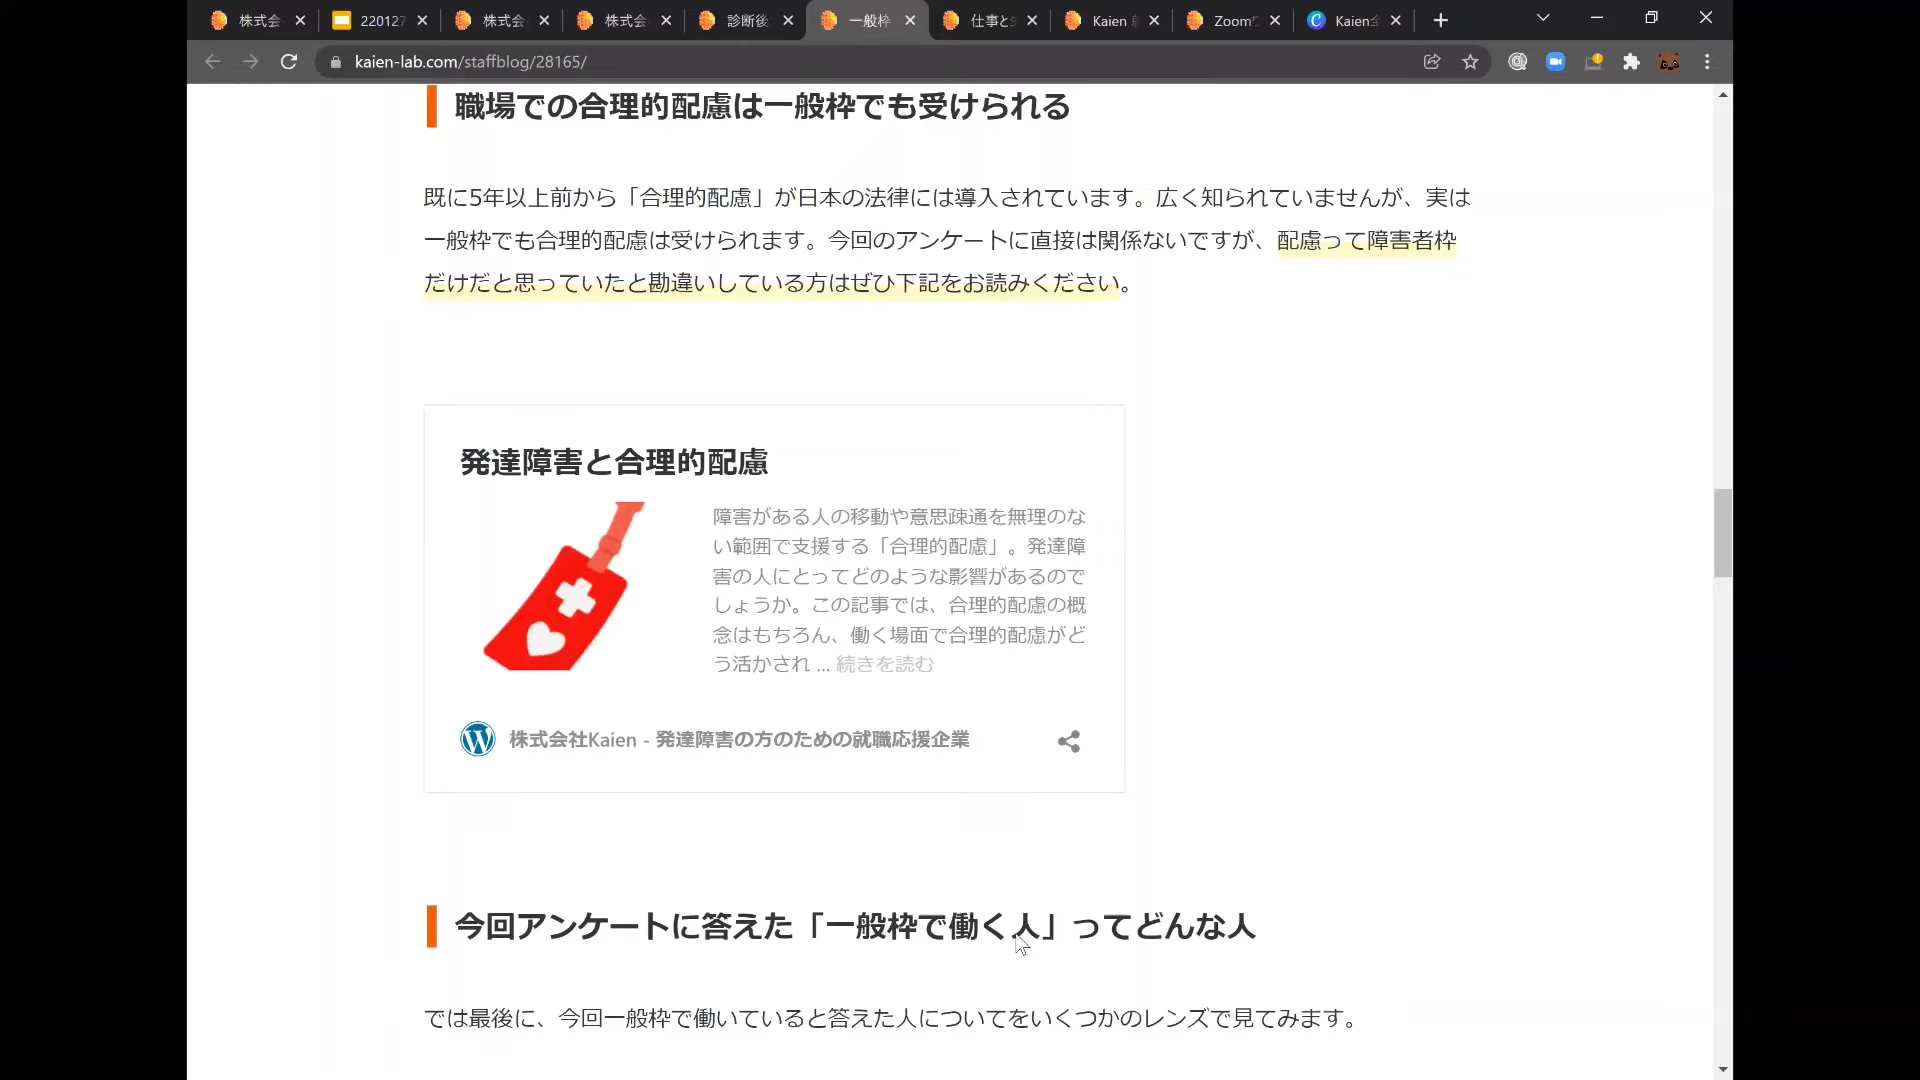 株式会
220127
株式会
株式会
診断後
一般枠
仕事と
Kaien
Zoom
Kaien
kaien-lab.com/staffblog/28165/
職場での合理的配慮は一般枠でも受けられる
既に5年以上前から「合理的配慮」が日本の法律には導入されています。広く知られていませんが、実は
一般枠でも合理的配慮は受けられます。今回のアンケートに直接は関係ないですが、配慮って障害者枠
だけだと思っていたと勘違いしている方はぜひ下記をお読みください。
発達障害と合理的配慮
障害がある人の移動や意思疎通を無理のな
い範囲で支援する「合理的配慮」。発達障
害の人にとってどのような影響があるので
しょうか。この記事では、合理的配慮の概
念はもちろん、働く場面で合理的配慮がど
う活かされ ... 続きを読む
株式会社Kaien - 発達障害の方のための就職応援企業
今回アンケートに答えた「一般枠で働く人」ってどんな人
では最後に、今回一般枠で働いていると答えた人についてをいくつかのレンズで見てみます。